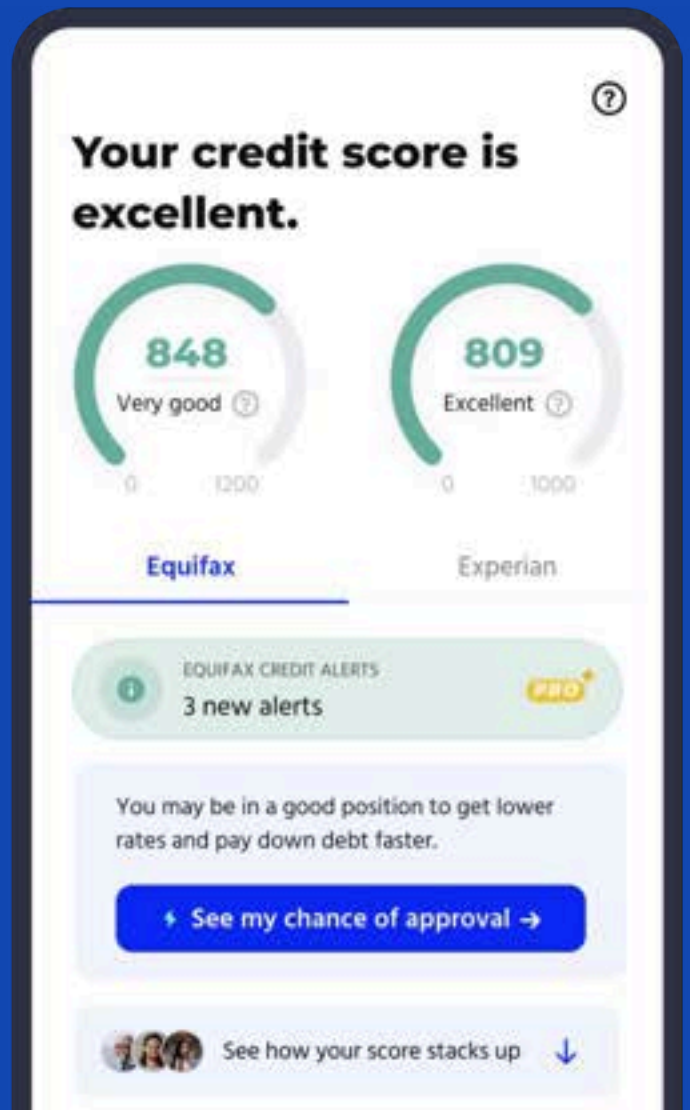 ?
Your credit score is
excellent.
848
Very good ?
0 1200
809
Excellent ?
0 1000
Equifax
Experian
EQUIFAX CREDIT ALERTS
3 new alerts
PRO
You may be in a good position to get lower
rates and pay down debt faster.
See my chance of approval →
See how your score stacks up ↓